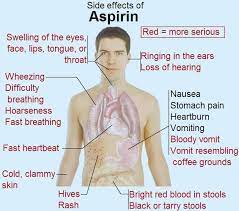 Side effects of
Aspirin
Red = more serious
Swelling of the eyes,
face, lips, tongue, or
throat
Ringing in the ears
Loss of hearing
Wheezing
Difficulty
breathing
Hoarseness
Fast breathing
Nausea
Stomach pain
Heartburn
Vomiting
Bloody vomit
Vomit resembling
coffee grounds
Fast heartbeat
Cold, clammy
skin
Hives
Rash
Bright red blood in stools
Black or tarry stools